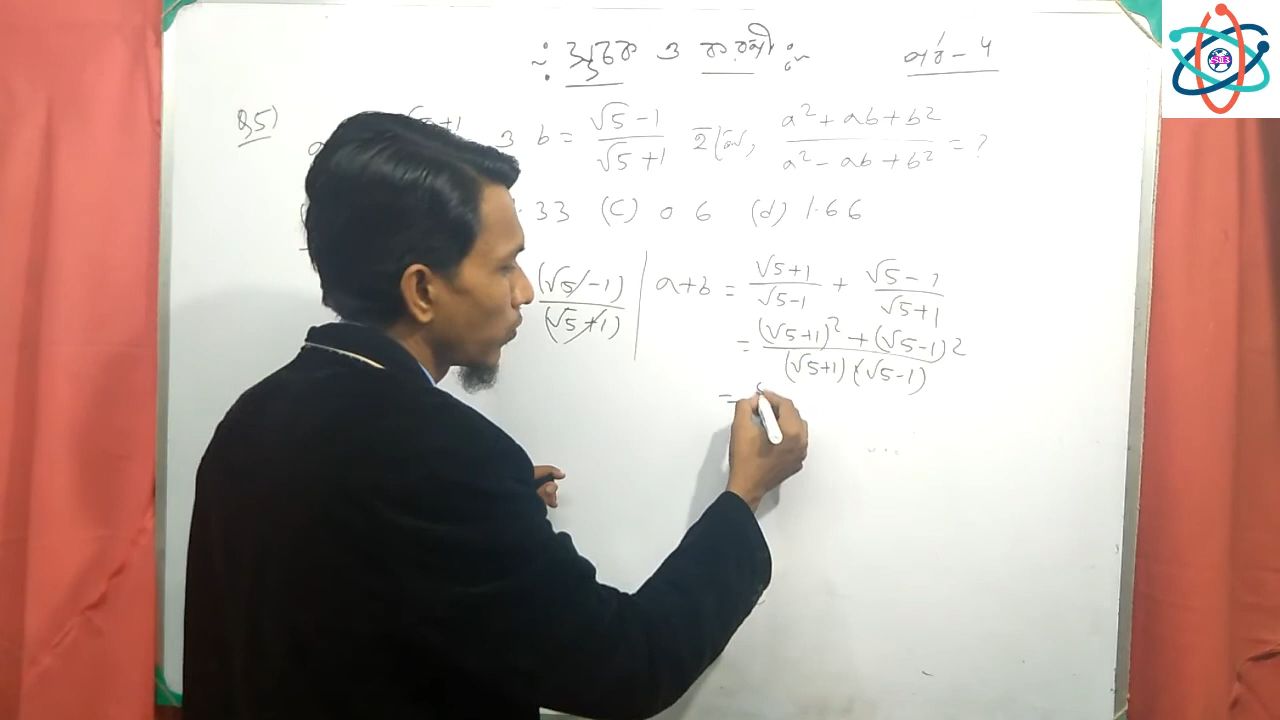 : সূচক ও করণী :
পর্ব - 4
Q5) √5+1 ও b = √5-1/√5+1 হলে, a²+ab+b²/a²-ab+b² = ?
33 (C) 0 6 (d) 1.66
(√5-1)/(√5+1) | a+b = √5+1/√5-1 + √5-1/√5+1
= (√5+1)²+(√5-1)²/(√5+1)(√5-1)
=